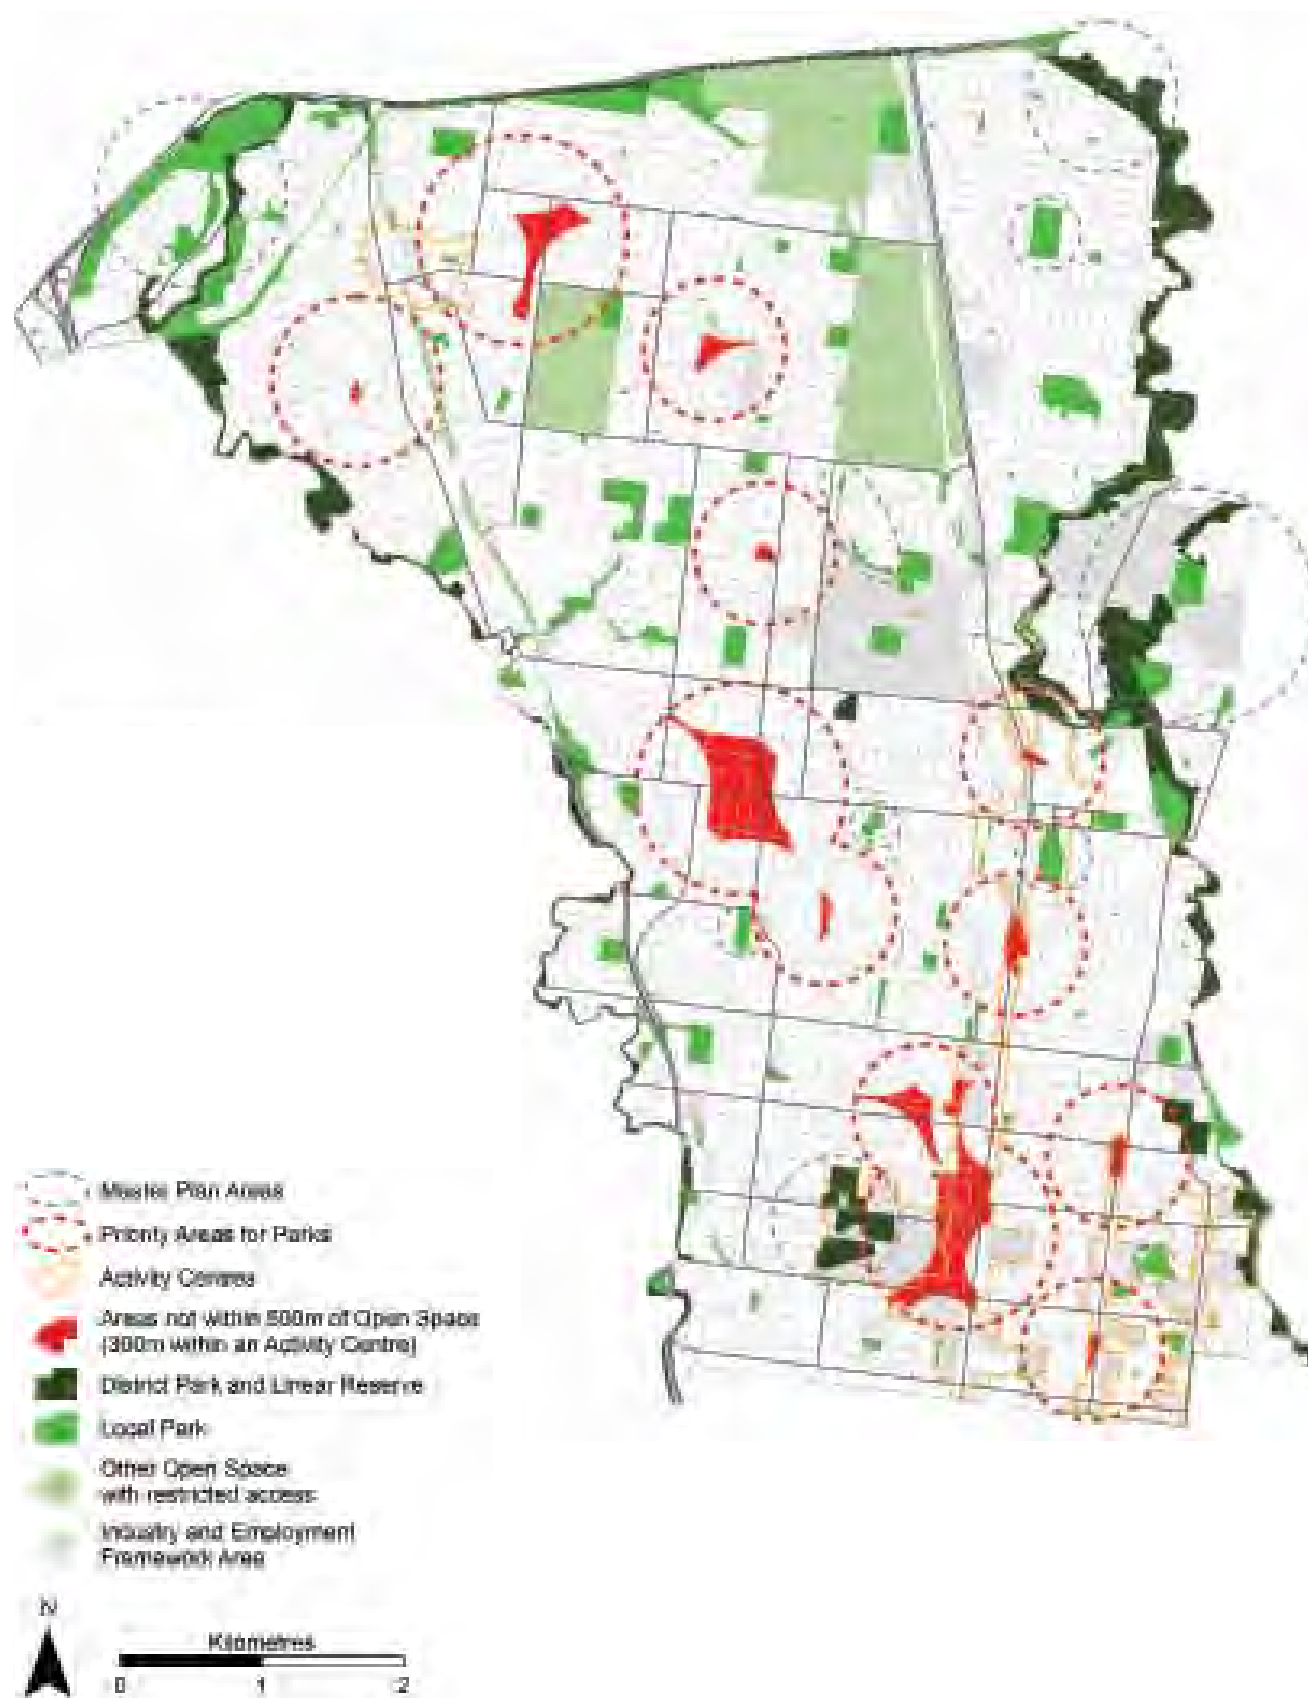 Master Plan Areas
Priority Areas for Parks
Activity Centres
Areas not within 500m of Open Space
(300m within an Activity Centre)
District Park and Linear Reserve
Local Park
Other Open Space
with restricted access
Industry and Employment
Framework Area
N
Kilometres
0 1 2